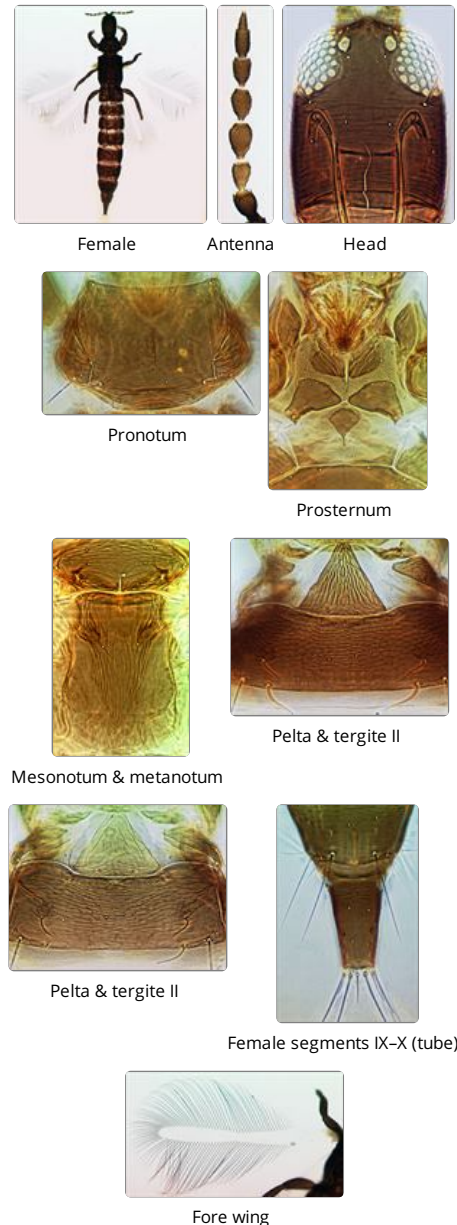 Female
Antenna
Head
Pronotum
Prosternum
Mesonotum & metanotum
Pelta & tergite II
Pelta & tergite II
Female segments IX–X (tube)
Fore wing